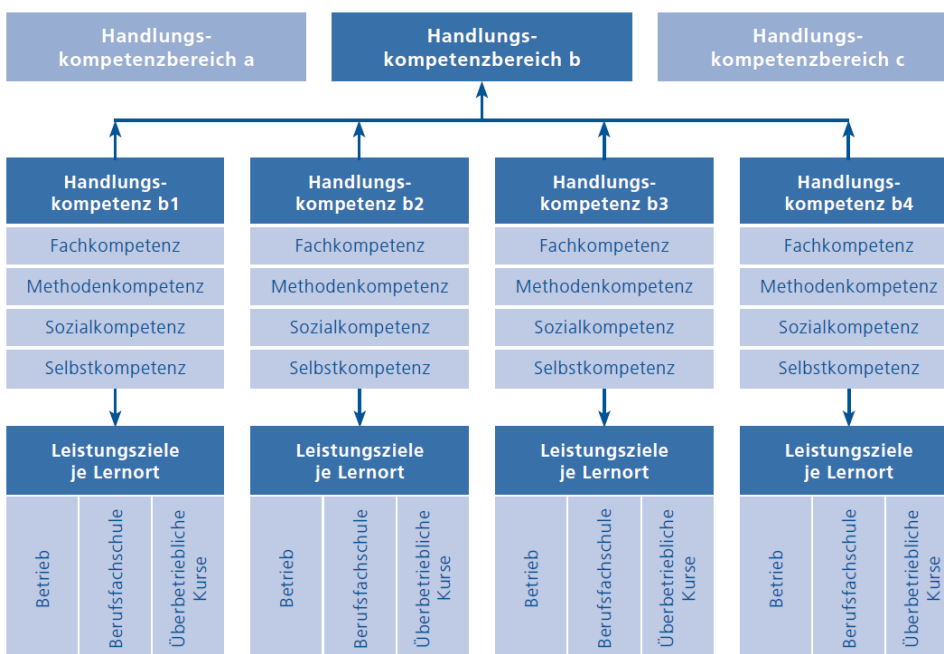 Handlungs-
kompetenzbereich a
Handlungs-
kompetenzbereich b
Handlungs-
kompetenzbereich c
Handlungs-
kompetenz b1
Fachkompetenz
Methodenkompetenz
Sozialkompetenz
Selbstkompetenz
Leistungsziele
je Lernort
Betrieb
Berufsfachschule
Überbetriebliche
Kurse
Handlungs-
kompetenz b2
Fachkompetenz
Methodenkompetenz
Sozialkompetenz
Selbstkompetenz
Leistungsziele
je Lernort
Betrieb
Berufsfachschule
Überbetriebliche
Kurse
Handlungs-
kompetenz b3
Fachkompetenz
Methodenkompetenz
Sozialkompetenz
Selbstkompetenz
Leistungsziele
je Lernort
Betrieb
Berufsfachschule
Überbetriebliche
Kurse
Handlungs-
kompetenz b4
Fachkompetenz
Methodenkompetenz
Sozialkompetenz
Selbstkompetenz
Leistungsziele
je Lernort
Betrieb
Berufsfachschule
Überbetriebliche
Kurse